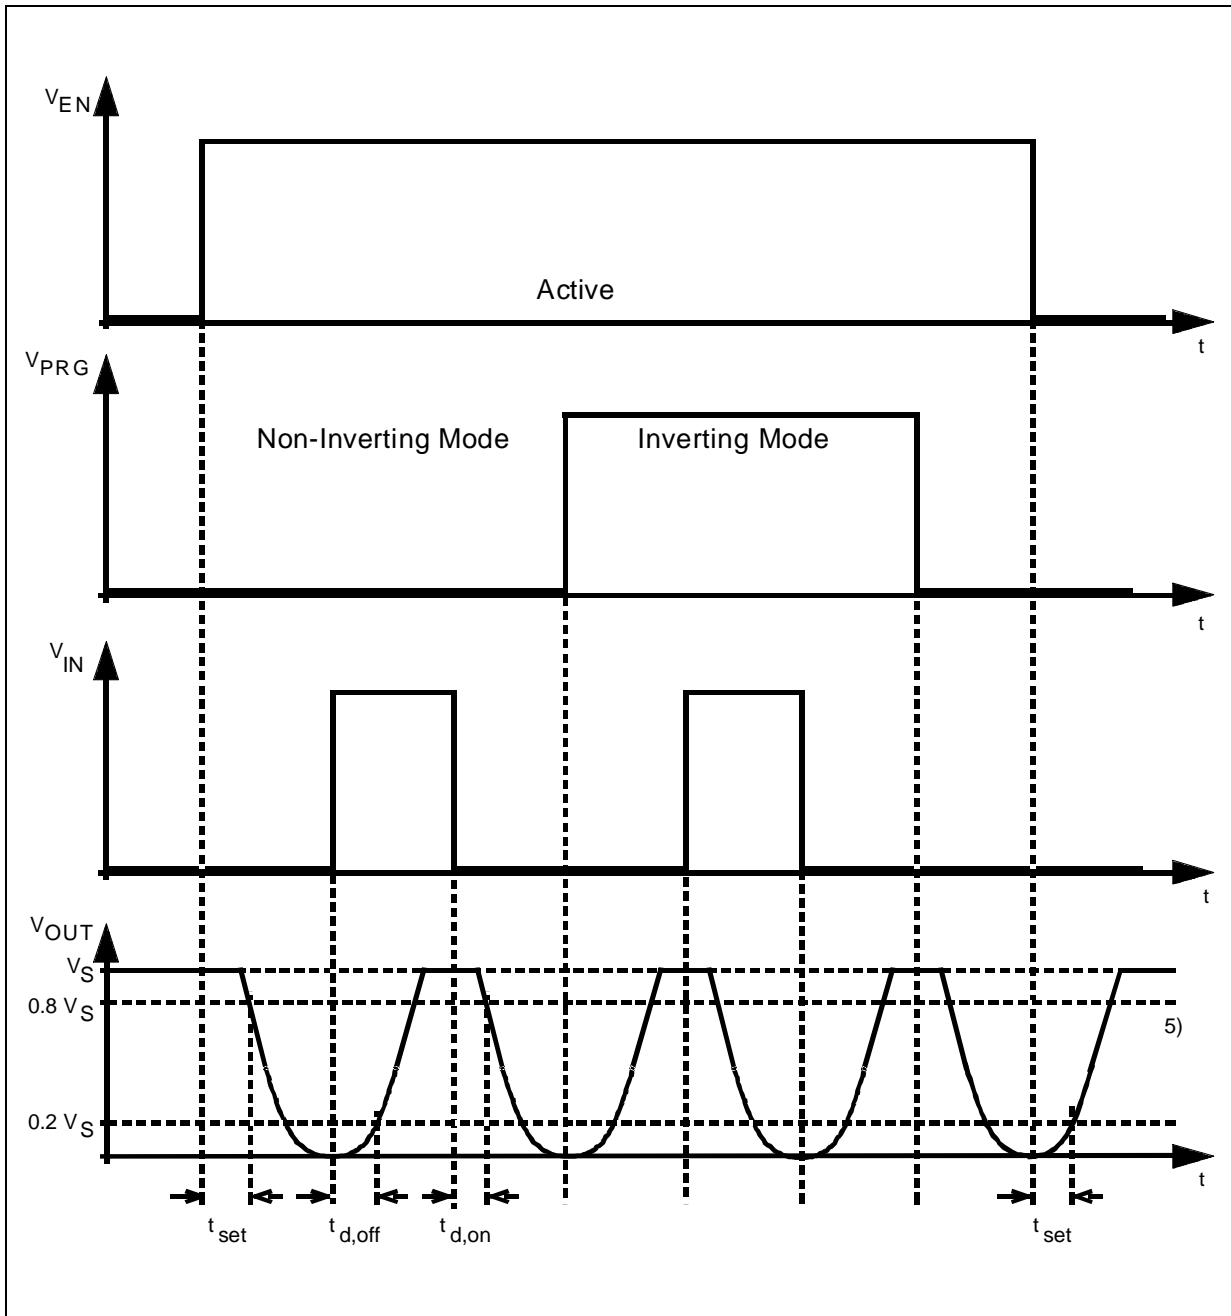 VEN
Active
t
VPRG
Non-Inverting Mode
Inverting Mode
t
VIN
t
VOUT
VS
0.8 VS
5)
0.2 VS
t
tset
td,off
td,on
tset